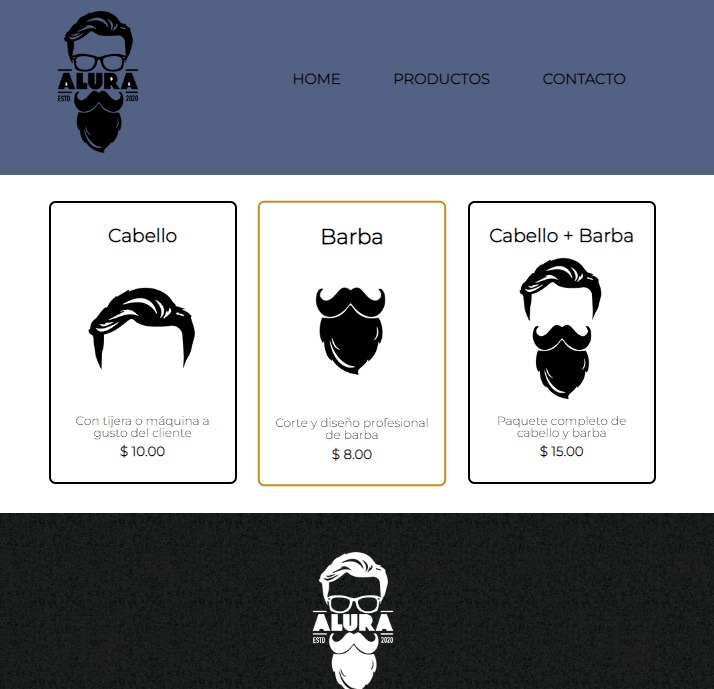 ALURA
ESTD 2020
HOME PRODUCTOS CONTACTO
Cabello
Con tijera o máquina a
gusto del cliente
$ 10.00
Barba
Corte y diseño profesional
de barba
$ 8.00
Cabello + Barba
Paquete completo de
cabello y barba
$ 15.00
ALURA
ESTD 2020